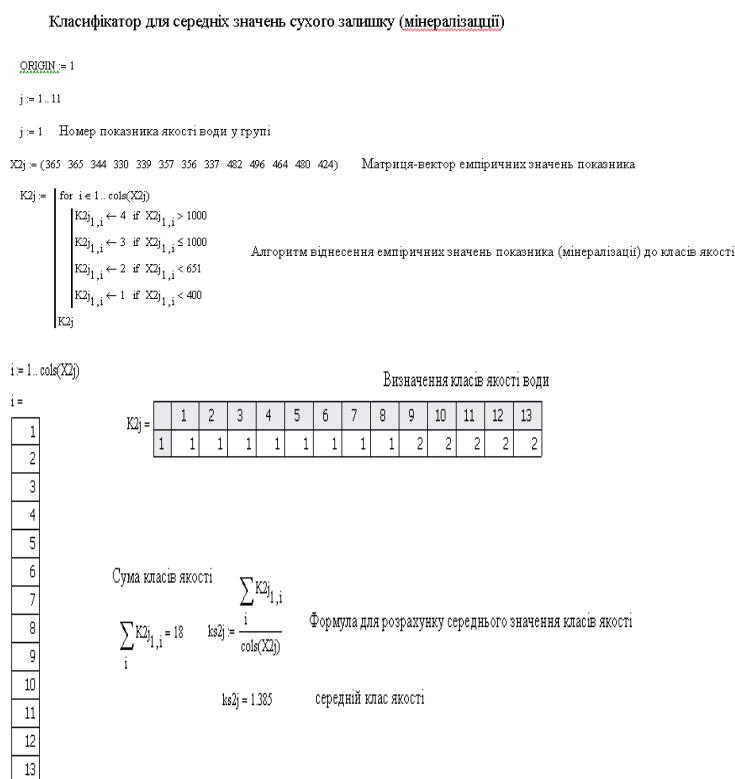 Класифікатор для середніх значень сухого залишку (мінералізацції)
ORIGIN := 1
j := 1 .. 11
j := 1 Номер показника якості води у групі
X2j := (365 365 344 330 339 357 356 337 482 496 464 480 424) Матриця-вектор емпіричних значень показника
K2j := for i ∈ 1 .. cols(X2j)
K2j1,i ← 4 if X2j1,i > 1000
K2j1,i ← 3 if X2j1,i ≤ 1000
Алгоритм віднесення емпіричних значень показника (мінералізації) до класів якості
K2j1,i ← 2 if X2j1,i < 651
K2j1,i ← 1 if X2j1,i < 400
K2j
i := 1 .. cols(X2j)
Визначення класів якості води
i =
1
2
3
4
5
6
7
8
9
10
11
12
13
K2j =
1 2 3 4 5 6 7 8 9 10 11 12 13
1 1 1 1 1 1 1 1 1 2 2 2 2 2
Сума класів якості
∑i K2j1,i = 18 ks2j := ∑i K2j1,i / cols(X2j) Формула для розрахунку середнього значення класів якості
ks2j = 1.385 середній клас якості